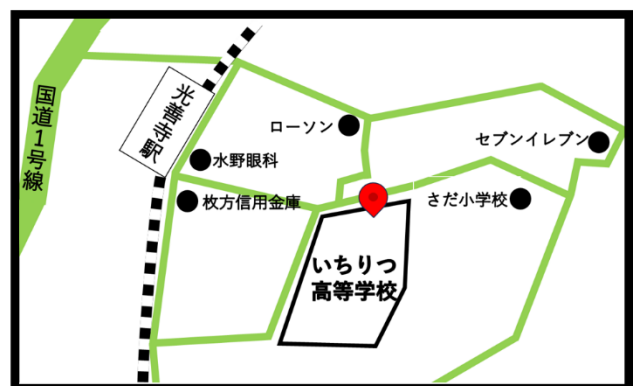 国道1号線
光善寺駅
ローソン
セブンイレブン
水野眼科
枚方信用金庫
さだ小学校
いちりつ
高等学校